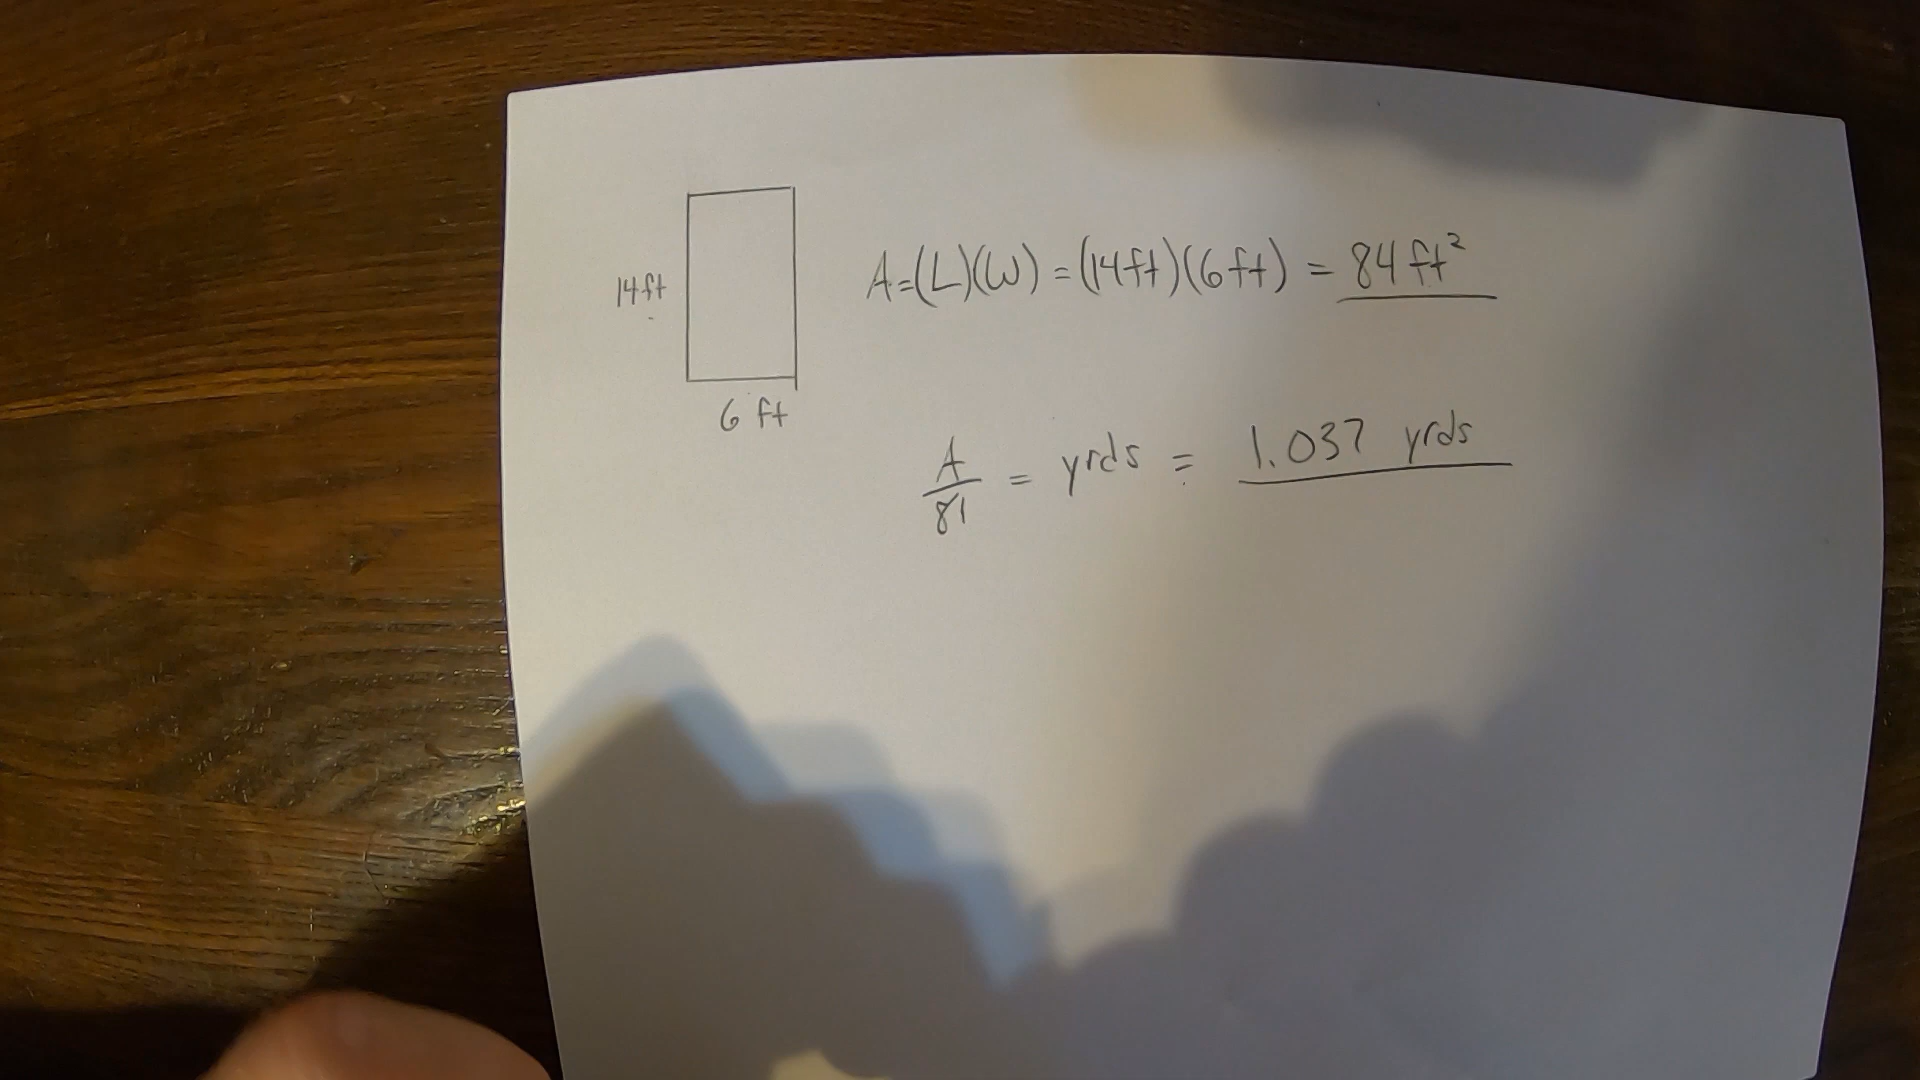 14ft
6 ft
A=(L)(W) = (14ft)(6ft) = 84ft²
A/81 = yrds = 1.037 yrds